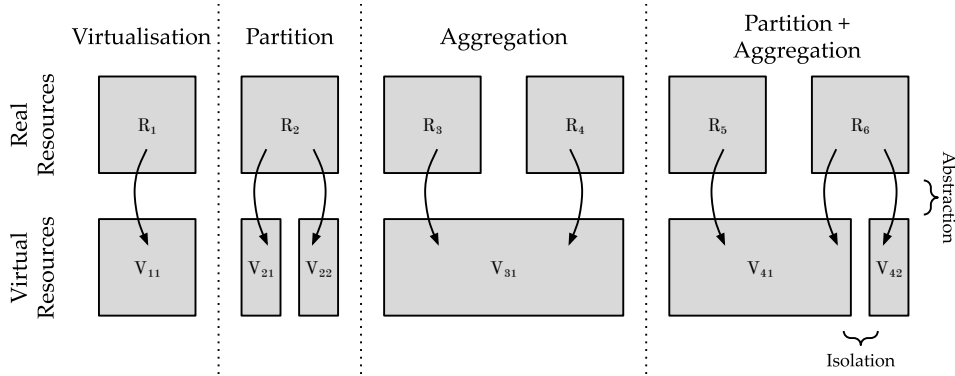 Virtualisation
Partition
Aggregation
Partition +
Aggregation
Real
Resources
R1
R2
R3
R4
R5
R6
Abstraction
Virtual
Resources
V11
V21
V22
V31
V41
V42
Isolation